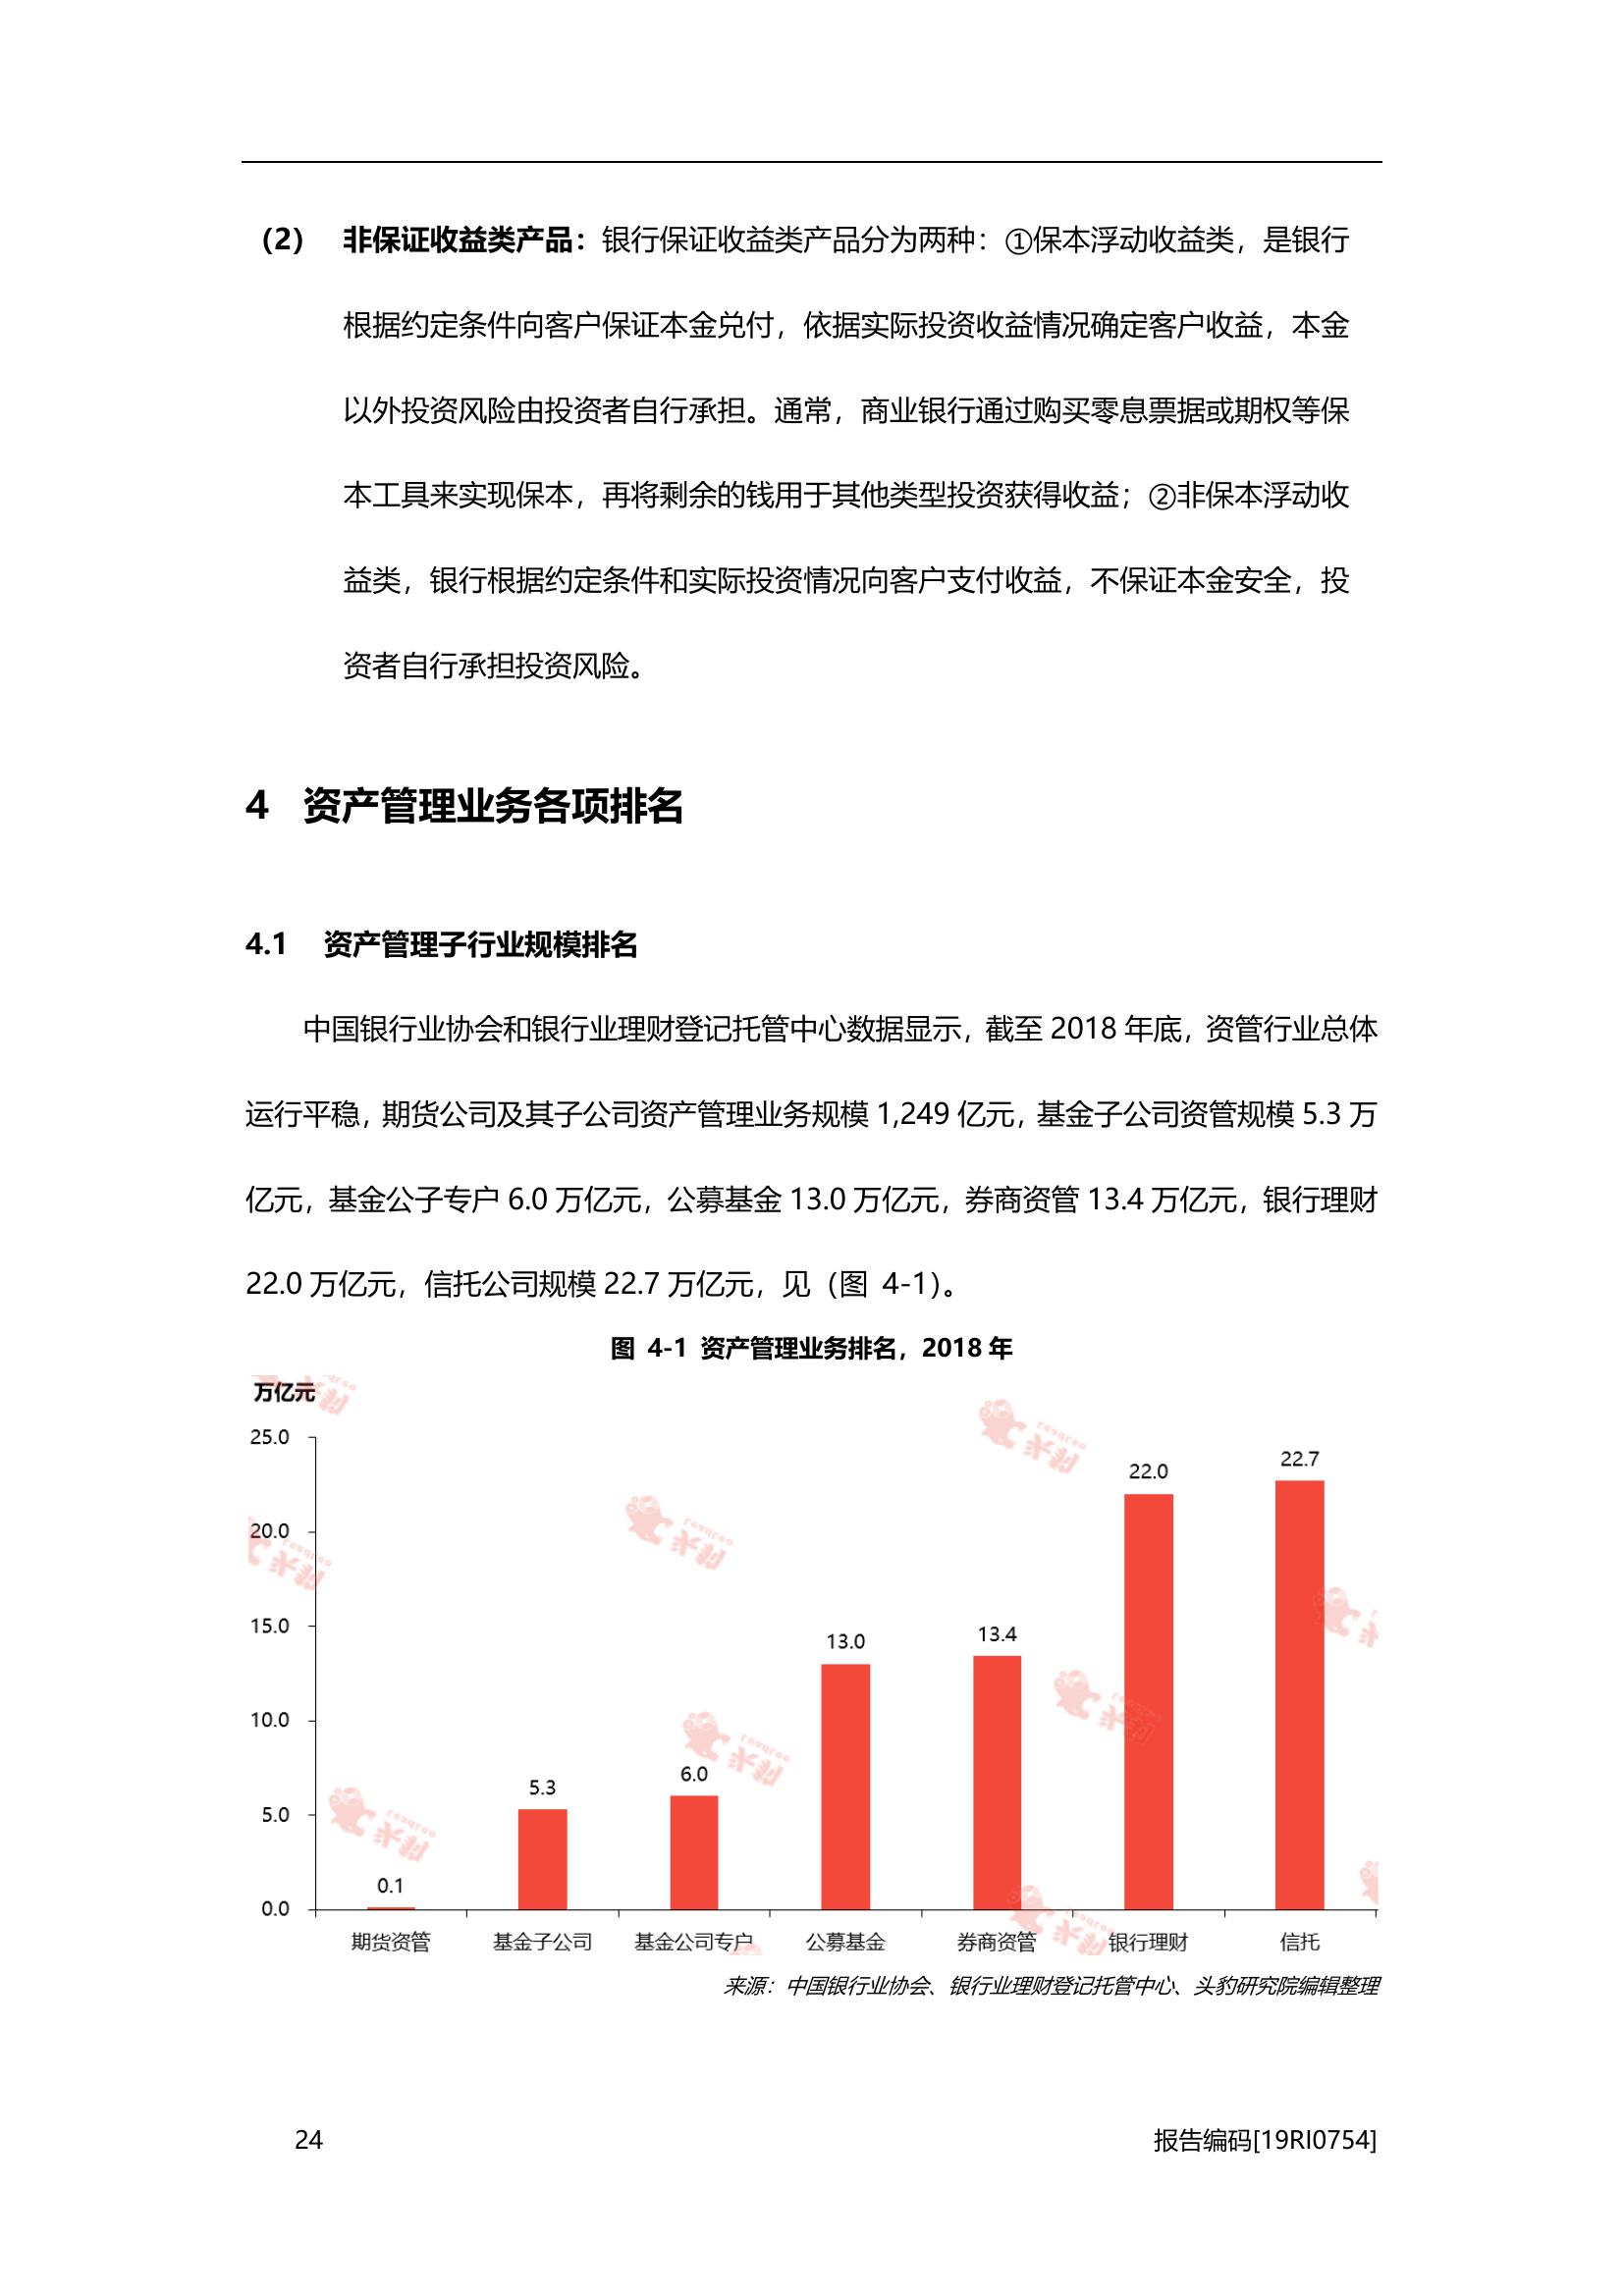 （2） 非保证收益类产品：银行保证收益类产品分为两种：①保本浮动收益类，是银行
根据约定条件向客户保证本金兑付，依据实际投资收益情况确定客户收益，本金
以外投资风险由投资者自行承担。通常，商业银行通过购买零息票据或期权等保
本工具来实现保本，再将剩余的钱用于其他类型投资获得收益；②非保本浮动收
益类，银行根据约定条件和实际投资情况向客户支付收益，不保证本金安全，投
资者自行承担投资风险。
4 资产管理业务各项排名
4.1 资产管理子行业规模排名
中国银行业协会和银行业理财登记托管中心数据显示，截至 2018 年底，资管行业总体
运行平稳，期货公司及其子公司资产管理业务规模 1,249 亿元，基金子公司资管规模 5.3 万
亿元，基金公子专户 6.0 万亿元，公募基金 13.0 万亿元，券商资管 13.4 万亿元，银行理财
22.0 万亿元，信托公司规模 22.7 万亿元，见（图 4-1）。
图 4-1 资产管理业务排名，2018 年
万亿元
25.0
20.0
15.0
10.0
5.0
0.0
0.1
5.3
6.0
13.0
13.4
22.0
22.7
期货资管 基金子公司 基金公司专户 公募基金 券商资管 银行理财 信托
来源：中国银行业协会、银行业理财登记托管中心、头豹研究院编辑整理
24 报告编码[19RI0754]